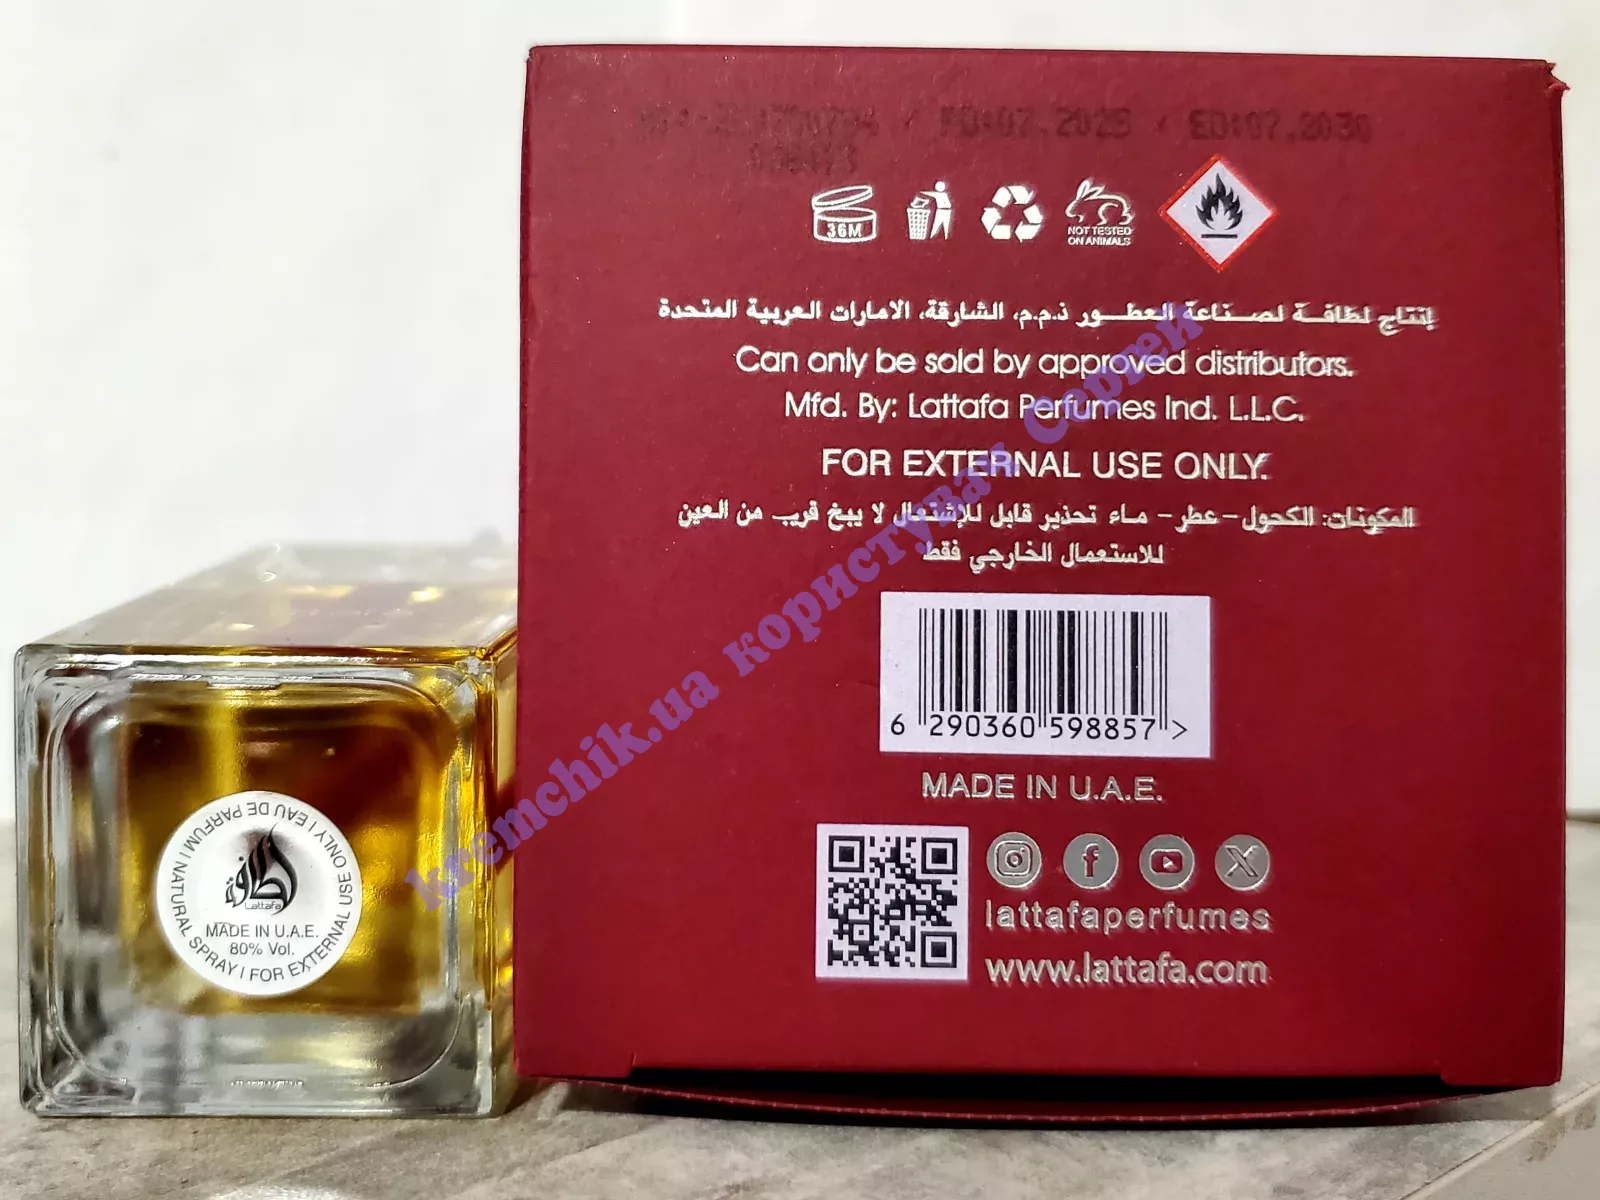 PD:07.2025 / ED:07.2030
36M
NOT TESTED
ON ANIMALS
إنتاج لطافة لصناعة العطور ذ.م.م، الشارقة، الامارات العربية المتحدة
Can only be sold by approved distributors.
Mfd. By: Lattafa Perfumes Ind. L.L.C.
FOR EXTERNAL USE ONLY.
المكونات: الكحول - عطر - ماء تحذير قابل للإشتعال لا يبخ قريب من العين
للاستعمال الخارجي فقط
6 290360 598857 >
MADE IN U.A.E.
lattafaperfumes
www.lattafa.com
لطافة
Lattafa
MADE IN U.A.E.
80% Vol.
EAU DE PARFUM | NATURAL SPRAY | FOR EXTERNAL USE ONLY |
kremchik.ua користувач Сергей